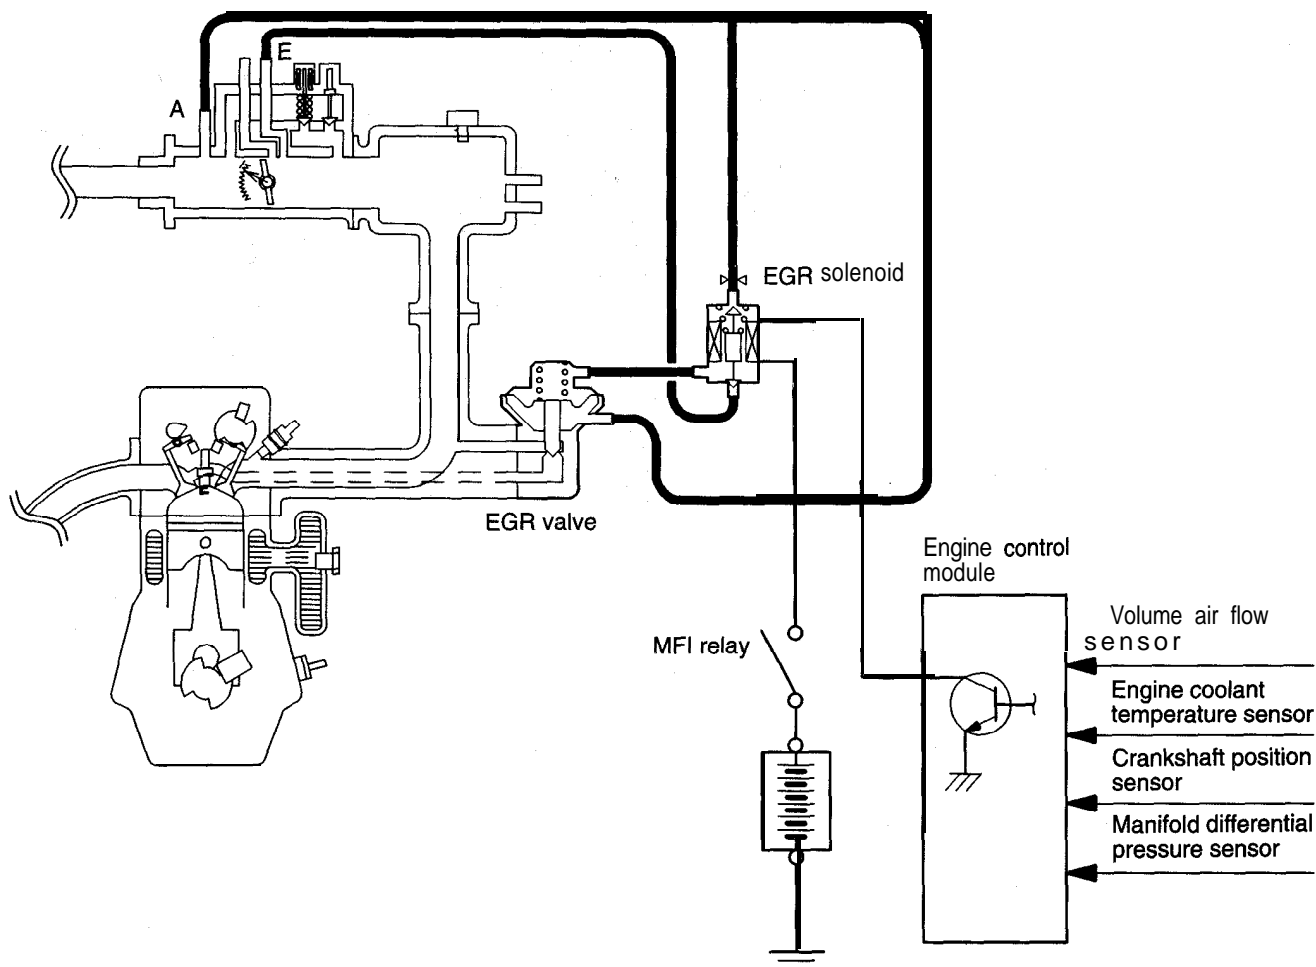 E
A
EGR solenoid
EGR valve
Engine control
module
MFI relay
Volume air flow
sensor
Engine coolant
temperature sensor
Crankshaft position
sensor
Manifold differential
pressure sensor